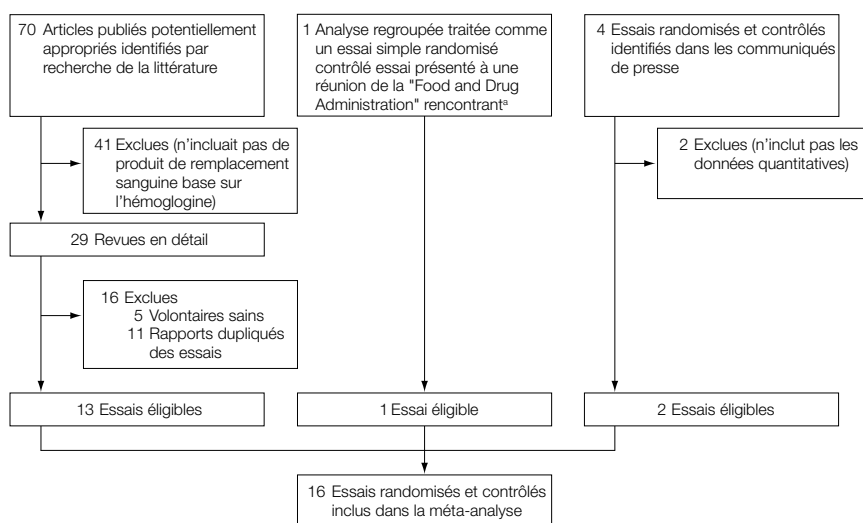 70 Articles publiés potentiellement
appropriés identifiés par
recherche de la littérature
1 Analyse regroupée traitée comme
un essai simple randomisé
contrôlé essai présenté à une
réunion de la "Food and Drug
Administration" rencontrantª
4 Essais randomisés et contrôlés
identifiés dans les communiqués
de presse
41 Exclues (n'incluait pas de
produit de remplacement
sanguine base sur
l'hémoglogine)
2 Exclues (n'inclut pas les
données quantitatives)
29 Revues en détail
16 Exclues
5 Volontaires sains
11 Rapports dupliqués
des essais
13 Essais éligibles
1 Essai éligible
2 Essais éligibles
16 Essais randomisés et contrôlés
inclus dans la méta-analyse